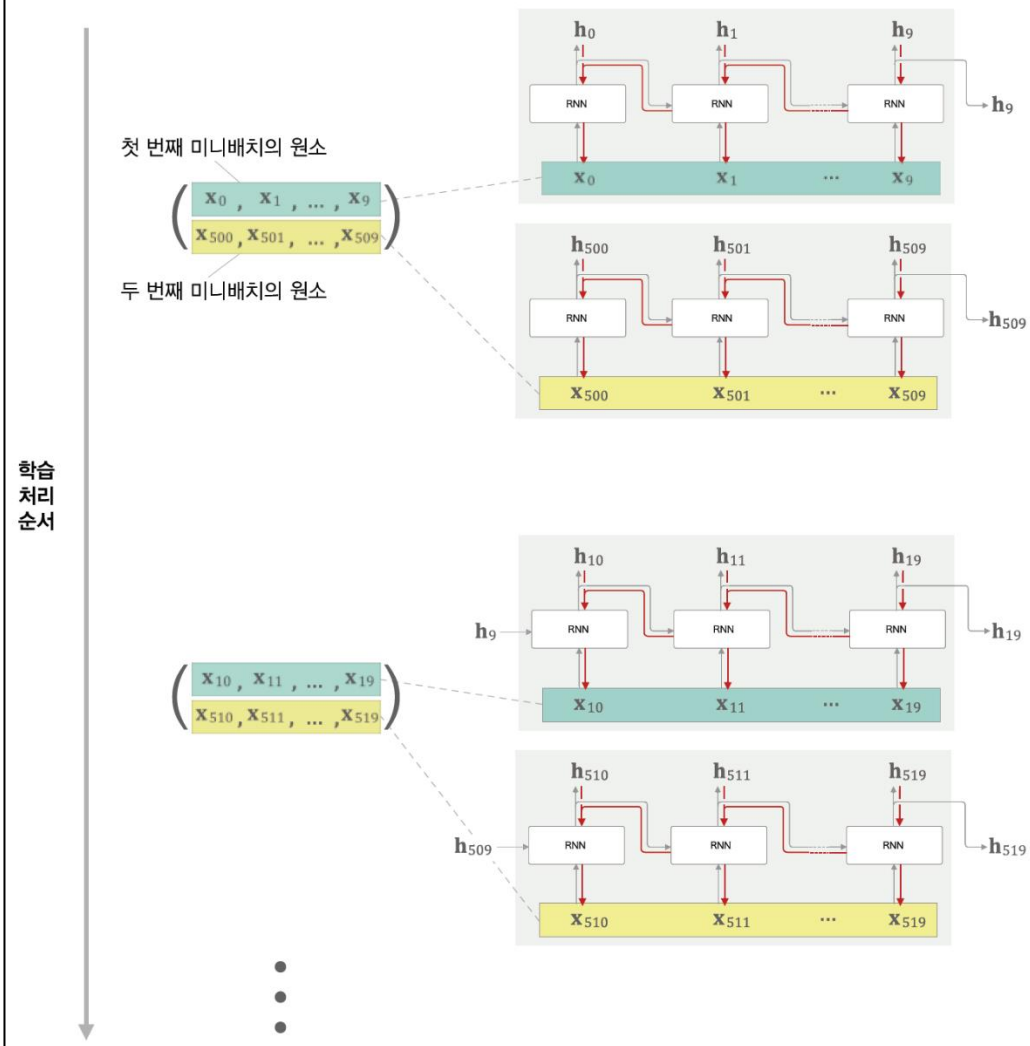 h0 h1 h9
RNN RNN RNN
h9
첫 번째 미니배치의 원소
x0 x1 ... x9
( x0 , x1 , ... , x9
x500 , x501 , ... , x509 )
두 번째 미니배치의 원소
h500 h501 h509
RNN RNN RNN
h509
x500 x501 ... x509
학습
처리
순서
h10 h11 h19
h9 RNN RNN RNN h19
( x10 , x11 , ... , x19
x510 , x511 , ... , x519 )
x10 x11 ... x19
h510 h511 h519
h509 RNN RNN RNN h519
x510 x511 ... x519